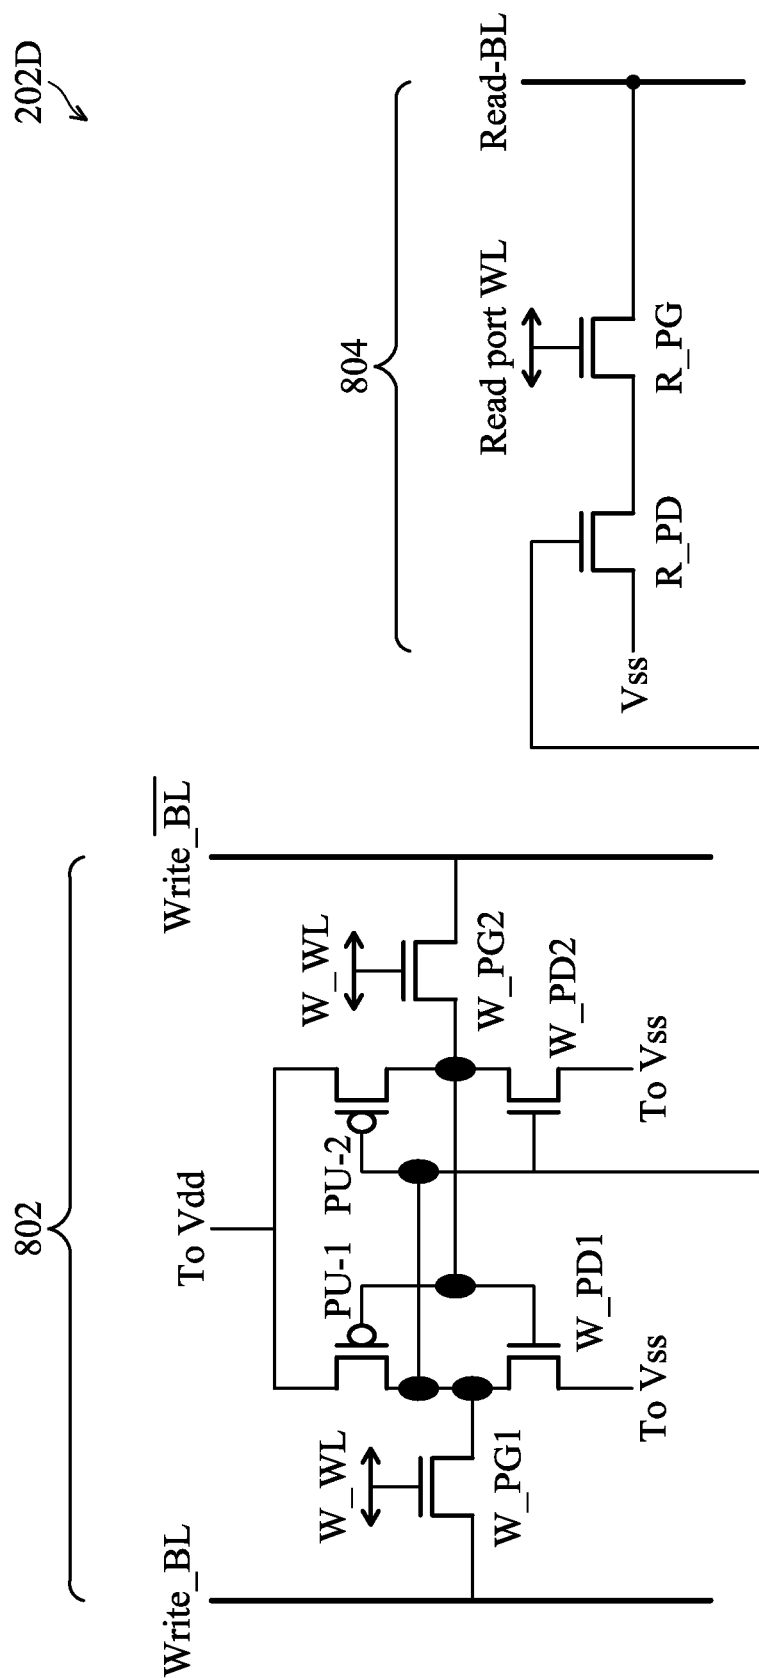 802
202D
Write_BL
To Vdd
Write_B̅L̅
W_WL
PU-1
PU-2
W_WL
804
W_PG1
W_PG2
Read port WL
Read-BL
W_PD1
W_PD2
To Vss
To Vss
Vss
R_PD
R_PG